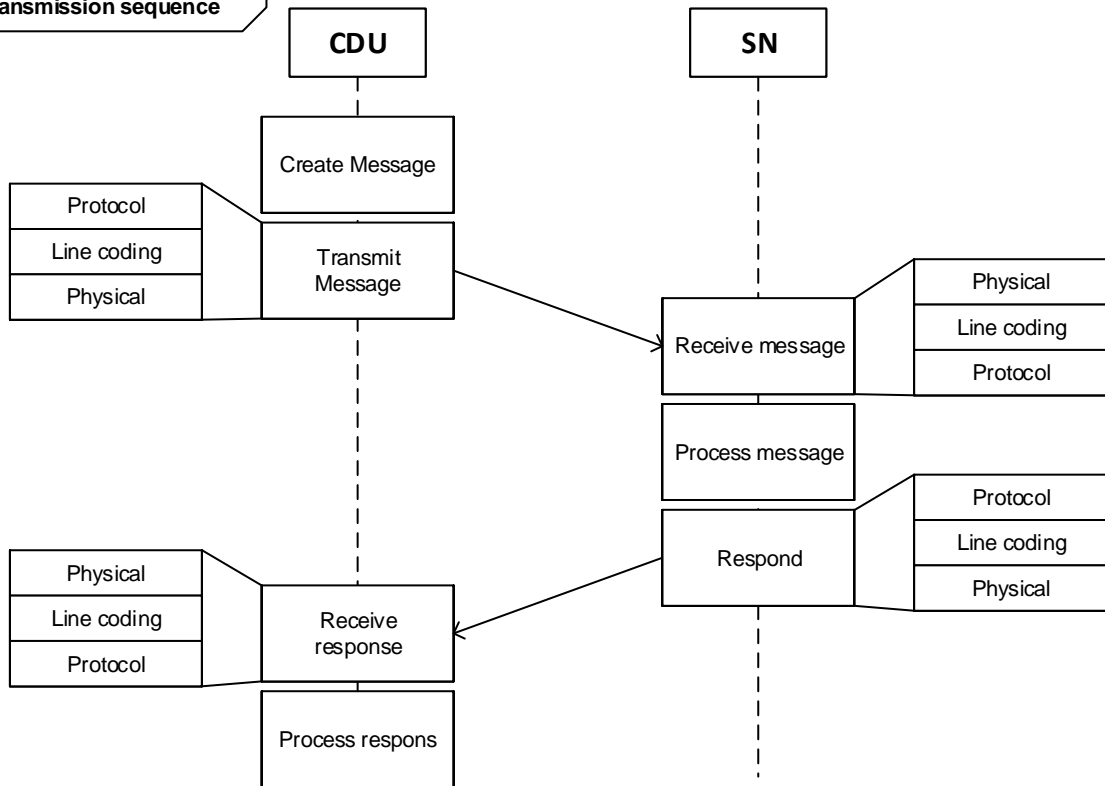 ansmission sequence
CDU
SN
Create Message
Protocol
Line coding
Physical
Transmit
Message
Physical
Line coding
Protocol
Receive message
Process message
Protocol
Line coding
Physical
Respond
Physical
Line coding
Protocol
Receive
response
Process respons